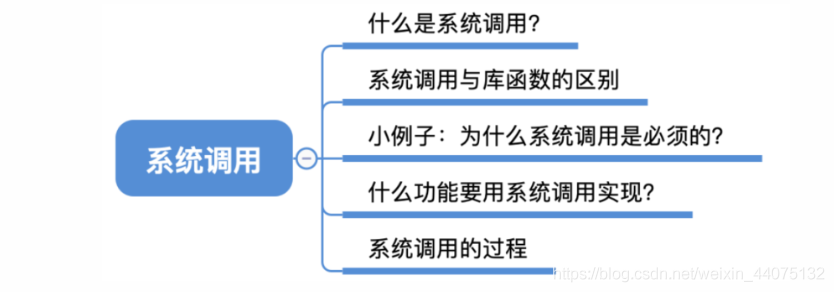 什么是系统调用?
系统调用与库函数的区别
小例子：为什么系统调用是必须的?
系统调用
什么功能要用系统调用实现?
系统调用的过程
https://blog.csdn.net/weixin_44075132